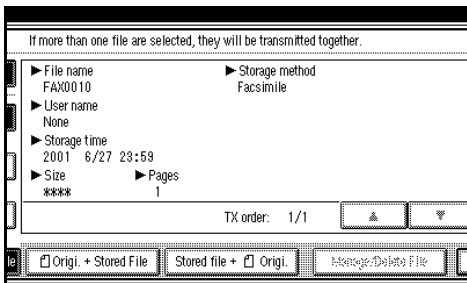 If more than one file are selected, they will be transmitted together.
▶ File name ▶ Storage method
FAX0010 Facsimile
▶ User name
None
▶ Storage time
2001 6/27 23:59
▶ Size ▶ Pages
**** 1
TX order: 1/1 ▲ ▼
le Origi. + Stored File Stored file + Origi. Manage/Delete File